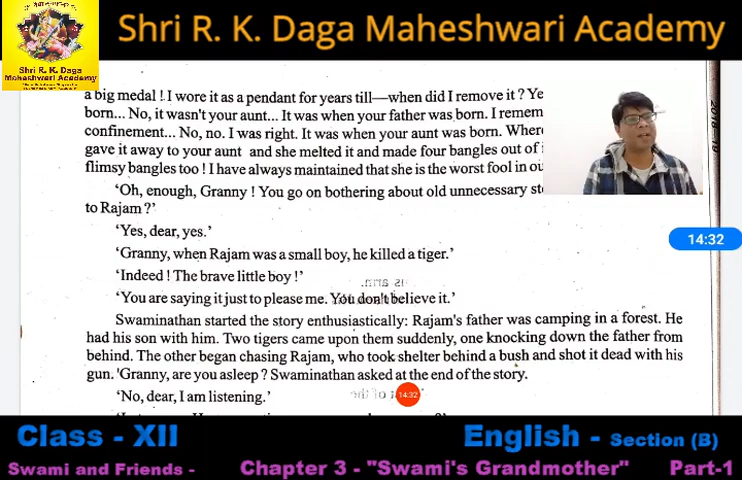 Shri R. K. Daga Maheshwari Academy
Shri R. K. Daga
Maheshwari Academy
a big medal ! I wore it as a pendant for years till—when did I remove it ? Ye
born... No, it wasn't your aunt... It was when your father was born. I remem
confinement... No, no. I was right. It was when your aunt was born. Wher
gave it away to your aunt and she melted it and made four bangles out of
flimsy bangles too ! I have always maintained that she is the worst fool in ou
'Oh, enough, Granny ! You go on bothering about old unnecessary st
to Rajam ?'
'Yes, dear, yes.'
'Granny, when Rajam was a small boy, he killed a tiger.'
'Indeed ! The brave little boy !'
'You are saying it just to please me. You don't believe it.'
Swaminathan started the story enthusiastically: Rajam's father was camping in a forest. He
had his son with him. Two tigers came upon them suddenly, one knocking down the father from
behind. The other began chasing Rajam, who took shelter behind a bush and shot it dead with his
gun. 'Granny, are you asleep ? Swaminathan asked at the end of the story.
'No, dear, I am listening.'
14:32
14:32
Class - XII
English - Section (B)
Swami and Friends -
Chapter 3 - "Swami's Grandmother"
Part-1